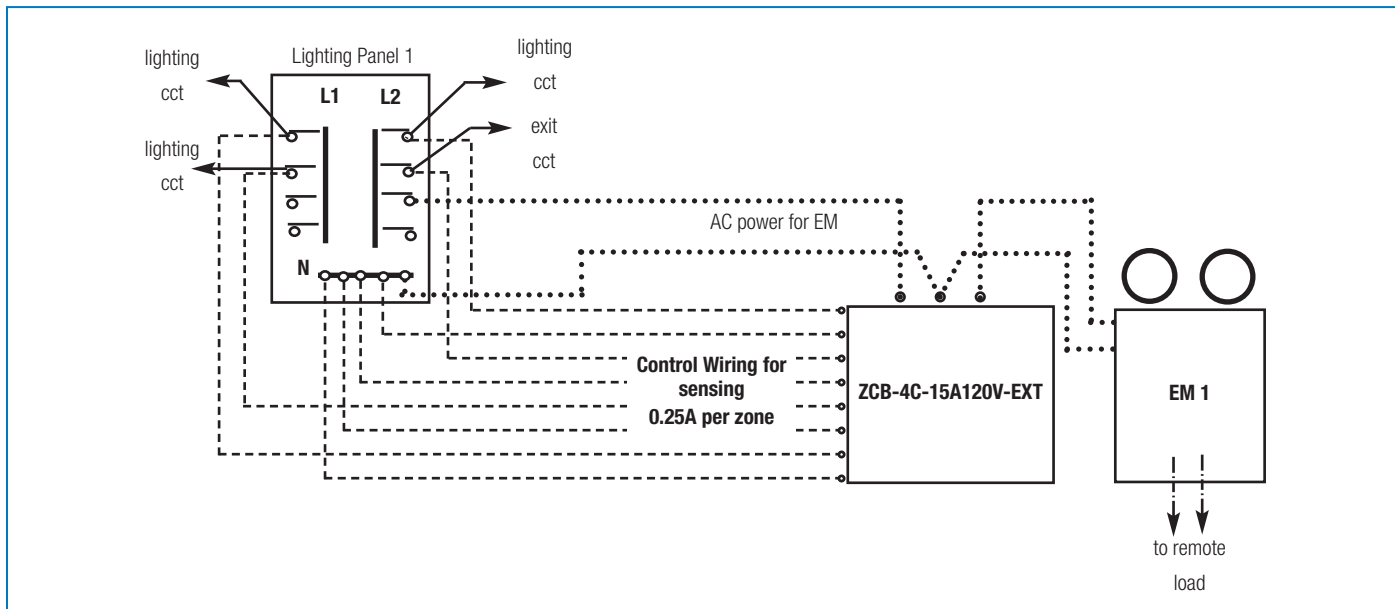 Lighting Panel 1
lighting
cct
lighting
cct
L1
L2
lighting
cct
exit
cct
N
AC power for EM
Control Wiring for
sensing
0.25A per zone
ZCB-4C-15A120V-EXT
EM 1
to remote
load